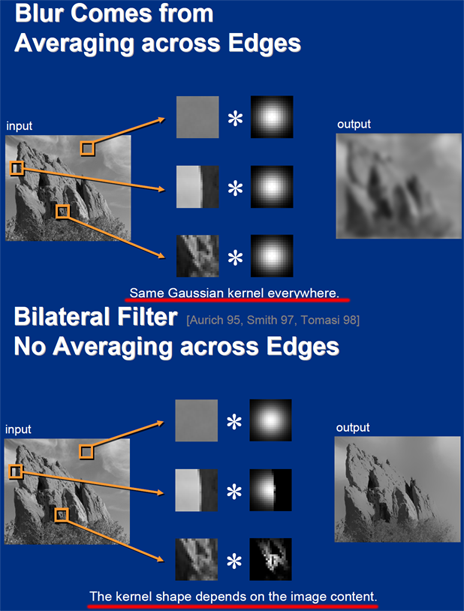 Blur Comes from
Averaging across Edges
input
output
*
*
*
Same Gaussian kernel everywhere.
Bilateral Filter [Aurich 95, Smith 97, Tomasi 98]
No Averaging across Edges
input
output
*
*
*
The kernel shape depends on the image content.